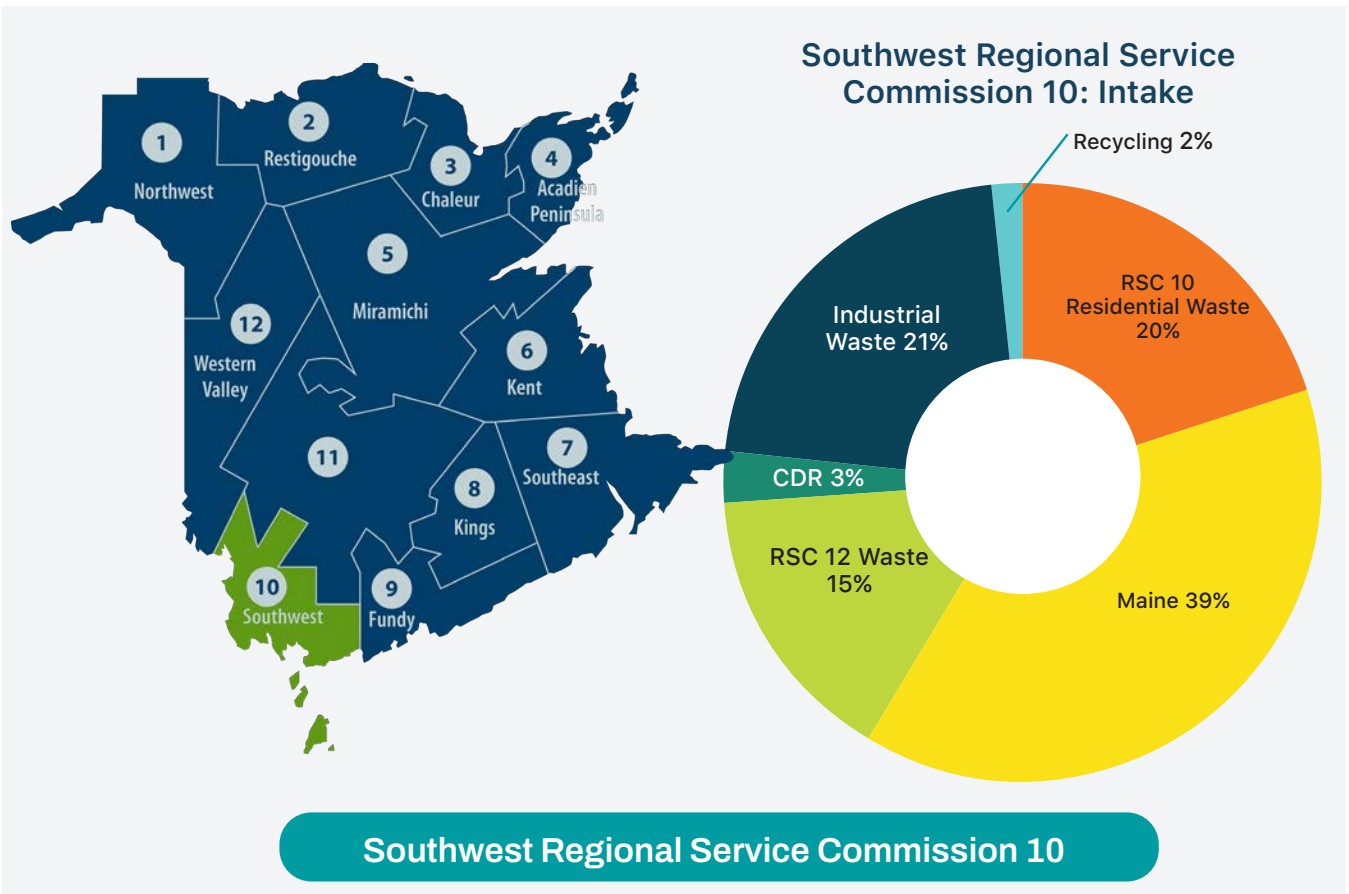 Southwest Regional Service
Commission 10: Intake
Recycling 2%
RSC 10
Residential Waste
20%
Industrial
Waste 21%
CDR 3%
RSC 12 Waste
15%
Maine 39%
1
Northwest
2
Restigouche
3
Chaleur
4
Acadien
Peninsula
5
Miramichi
12
Western
Valley
6
Kent
11
7
Southeast
8
Kings
10
Southwest
9
Fundy
Southwest Regional Service Commission 10